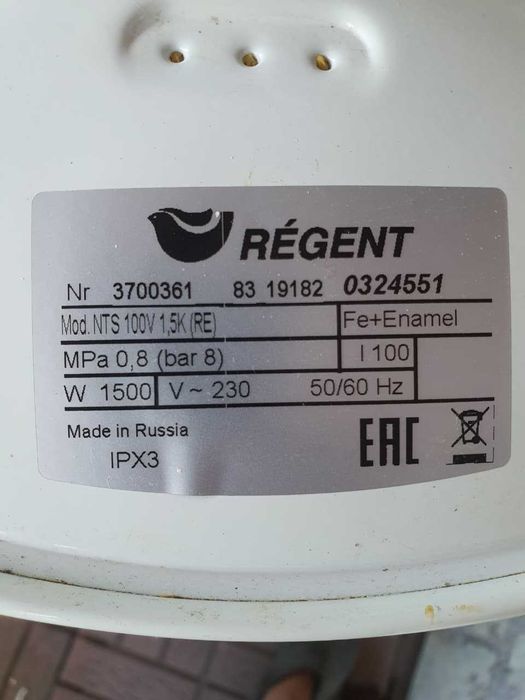 RÉGENT
Nr 3700361 83 19182 0324551
Mod. NTS 100V 1,5K (RE) Fe+Enamel
MPa 0,8 (bar 8) l 100
W 1500 V~ 230 50/60 Hz
Made in Russia
IPX3 EAC